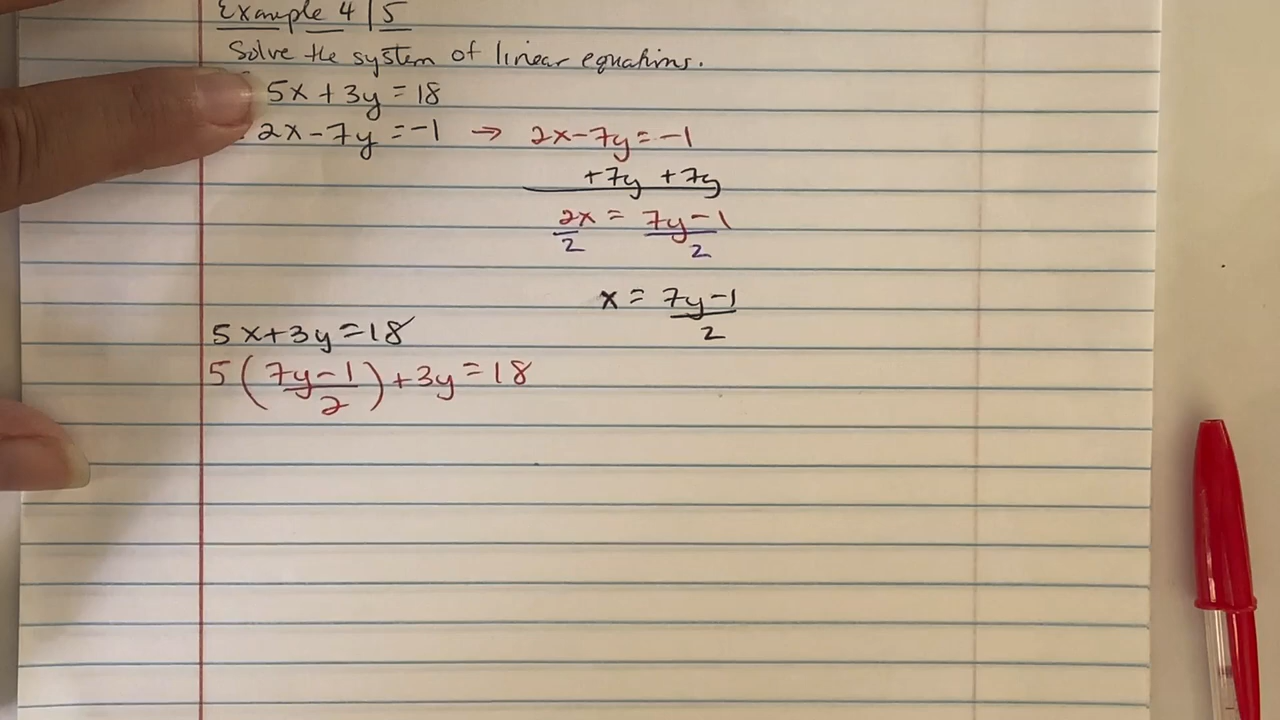 Example 4 | 5
Solve the system of linear equations.
5x + 3y = 18
2x - 7y = -1 → 2x - 7y = -1
+7y +7y
2x = 7y - 1
2 2
x = 7y - 1
2
5x + 3y = 18
5(7y - 1) + 3y = 18
2